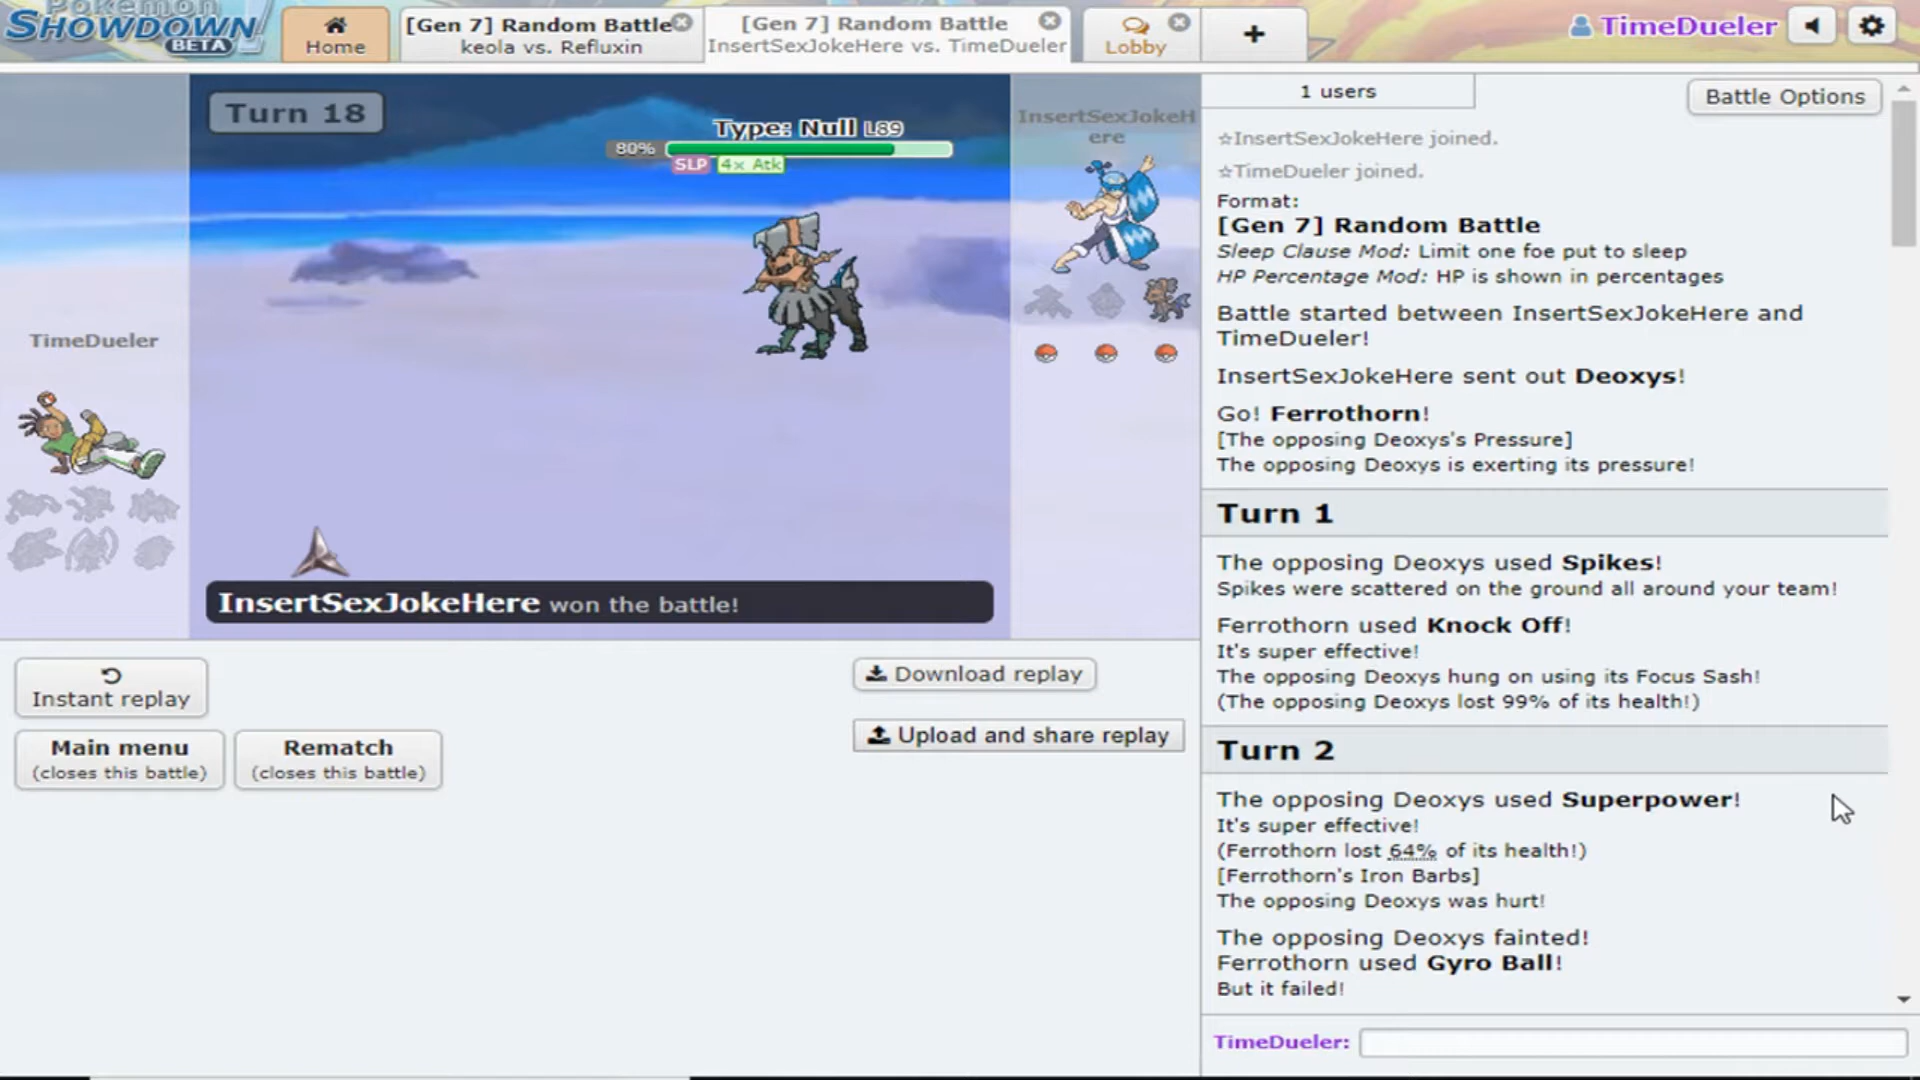 Pokémon
SHOWDOWN
BETA
Home
[Gen 7] Random Battle
keola vs. Refluxin
[Gen 7] Random Battle
InsertSexJokeHere vs. TimeDueler
Lobby
+
TimeDueler
Turn 18
Type: Null L89
80%
SLP 4x Atk
TimeDueler
InsertSexJokeH
ere
InsertSexJokeHere won the battle!
Instant replay
Main menu
(closes this battle)
Rematch
(closes this battle)
Download replay
Upload and share replay
1 users
Battle Options
☆InsertSexJokeHere joined.
☆TimeDueler joined.
Format:
[Gen 7] Random Battle
Sleep Clause Mod: Limit one foe put to sleep
HP Percentage Mod: HP is shown in percentages
Battle started between InsertSexJokeHere and
TimeDueler!
InsertSexJokeHere sent out Deoxys!
Go! Ferrothorn!
[The opposing Deoxys's Pressure]
The opposing Deoxys is exerting its pressure!
Turn 1
The opposing Deoxys used Spikes!
Spikes were scattered on the ground all around your team!
Ferrothorn used Knock Off!
It's super effective!
The opposing Deoxys hung on using its Focus Sash!
(The opposing Deoxys lost 99% of its health!)
Turn 2
The opposing Deoxys used Superpower!
It's super effective!
(Ferrothorn lost 64% of its health!)
[Ferrothorn's Iron Barbs]
The opposing Deoxys was hurt!
The opposing Deoxys fainted!
Ferrothorn used Gyro Ball!
But it failed!
TimeDueler: